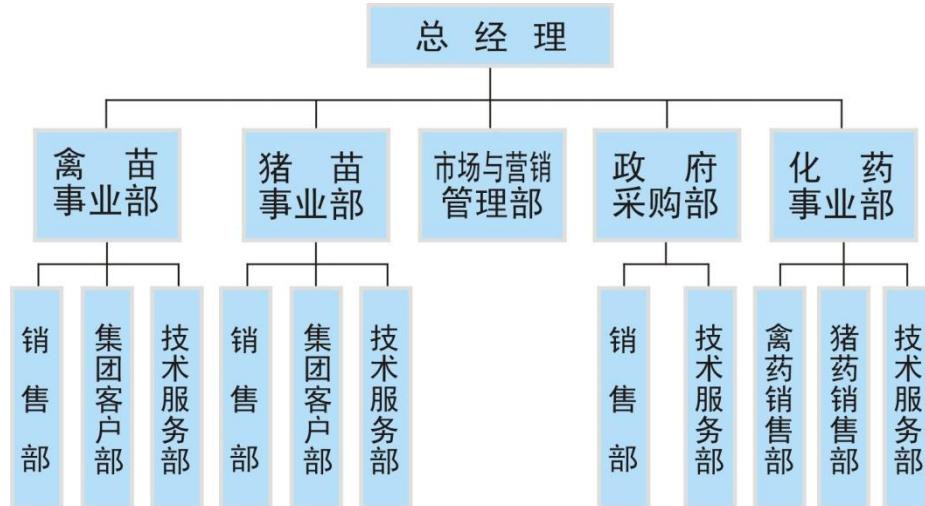 总经理
禽苗
事业部
猪苗
事业部
市场与营销
管理部
政府
采购部
化药
事业部
销售部
集团客户部
技术服务部
销售部
集团客户部
技术服务部
销售部
技术服务部
禽药销售部
猪药销售部
技术服务部